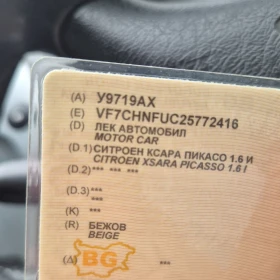 (A) У9719АХ
(E) VF7CHNFUC25772416
(D) ЛЕК АВТОМОБИЛ
MOTOR CAR
(D.1) СИТРОЕН КСАРА ПИКАСО 1.6 И
CITROEN XSARA PICASSO 1.6 I
(D.2) *** *** ***
(D.3) *** ***
(K) *** ***
(R) БЕЖОВ
BEIGE
BG
*** ***